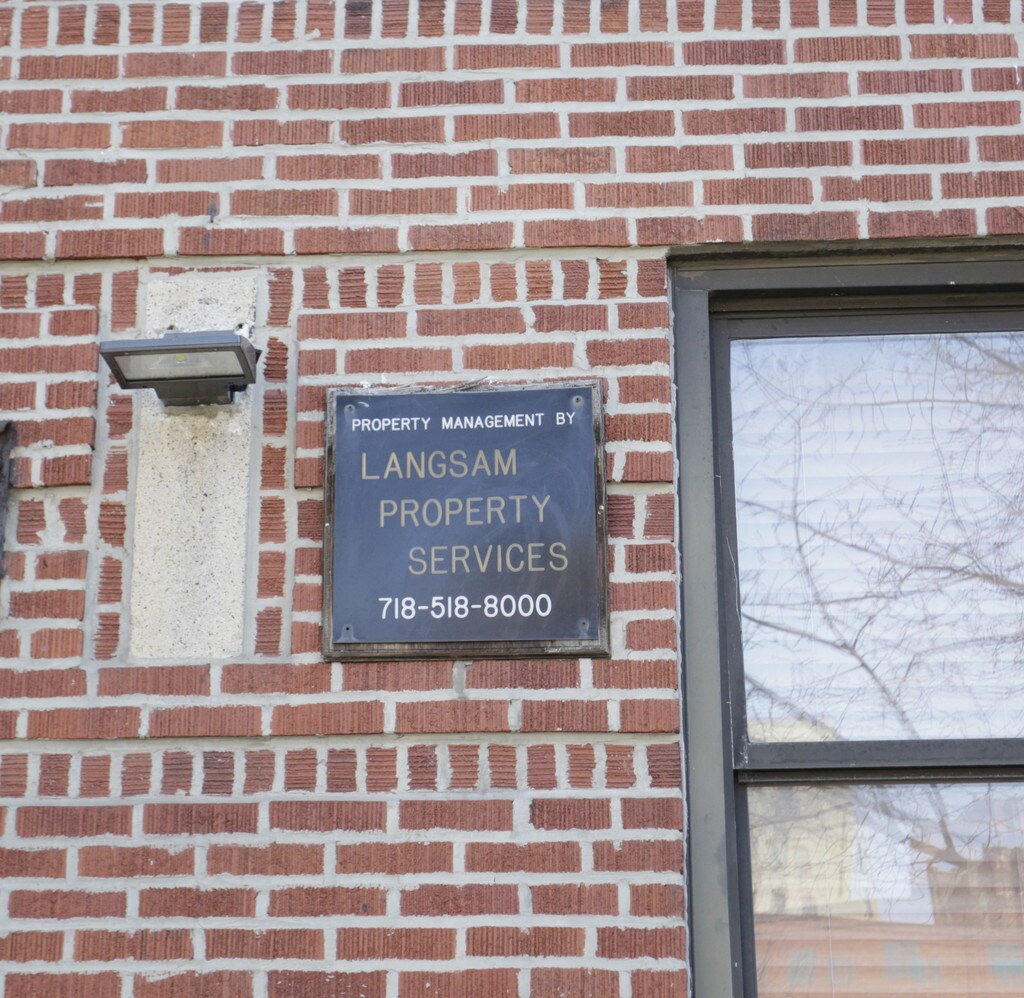 PROPERTY MANAGEMENT BY
LANGSAM
PROPERTY
SERVICES
718-518-8000